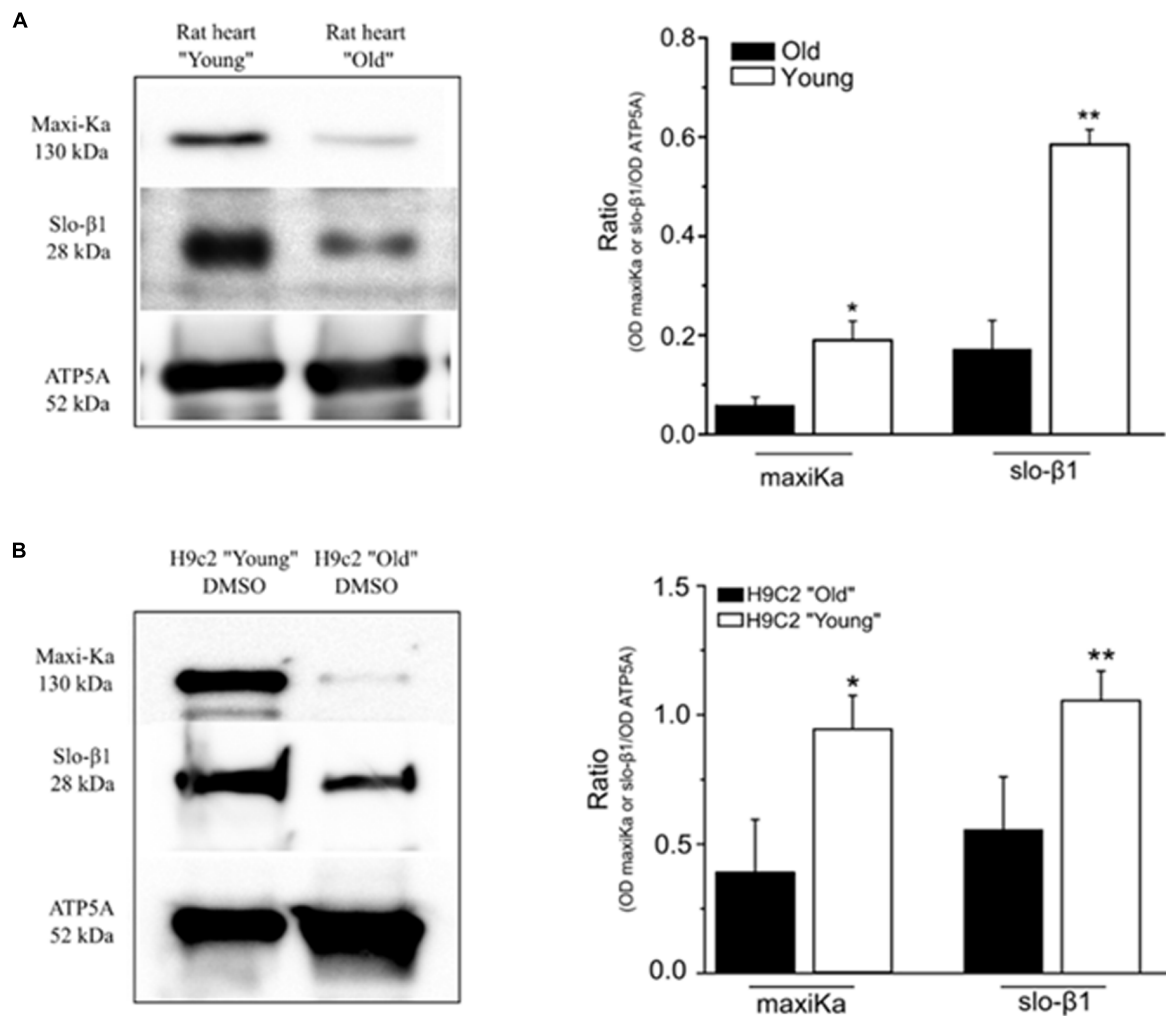 A
Rat heart
"Young"
Rat heart
"Old"
Maxi-Ka
130 kDa
Slo-β1
28 kDa
ATP5A
52 kDa
0.8
0.6
0.4
0.2
0.0
Ratio
(OD maxiKa or slo-β1/OD ATP5A)
Old
Young
*
**
maxiKa
slo-β1
B
H9c2 "Young"
DMSO
H9c2 "Old"
DMSO
Maxi-Ka
130 kDa
Slo-β1
28 kDa
ATP5A
52 kDa
1.5
1.0
0.5
0.0
Ratio
(OD maxiKa or slo-β1/OD ATP5A)
H9C2 "Old"
H9C2 "Young"
*
**
maxiKa
slo-β1